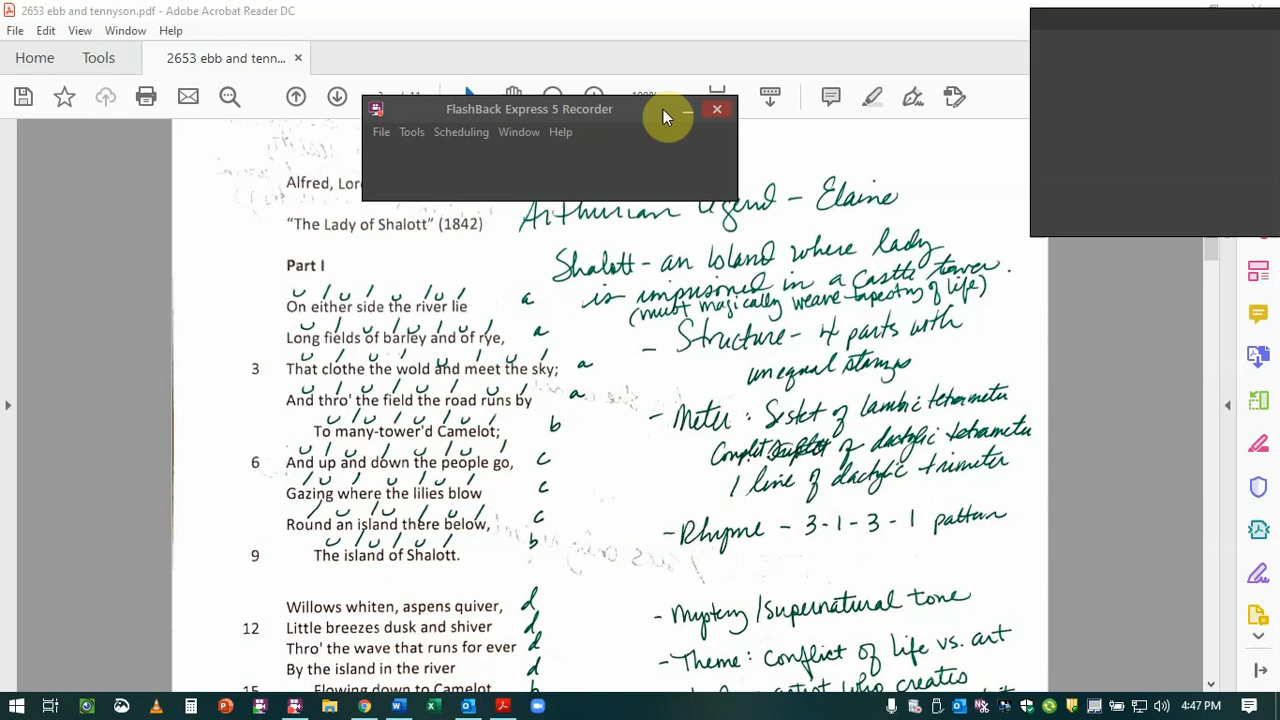 2653 ebb and tennyson.pdf - Adobe Acrobat Reader DC
File Edit View Window Help
Home Tools 2653 ebb and tenn... ×
FlashBack Express 5 Recorder
File Tools Scheduling Window Help
Alfred, Lor
Arthurian legend - Elaine
"The Lady of Shalott" (1842)
Shalott - an island where lady
is imprisoned in a castle tower.
(must magically weave tapestry of life)
Part I
On either side the river lie a
Long fields of barley and of rye, a
- Structure - 4 parts with
unequal stanzas
3 That clothe the wold and meet the sky; a
And thro' the field the road runs by a
To many-tower'd Camelot; b
- Meter: Sestet of Iambic tetrameter
Couplet of dactylic tetrameter
1 line of dactylic trimeter
6 And up and down the people go, c
Gazing where the lilies blow c
Round an island there below, c
- Rhyme - 3-1-3-1 pattern
9 The island of Shalott. b
Willows whiten, aspens quiver, d
- Mystery/Supernatural tone
12 Little breezes dusk and shiver d
Thro' the wave that runs for ever d
- Theme: conflict of life vs. art
By the island in the river d
artist who creates
15 Flowing down to Camelot b
4:47 PM